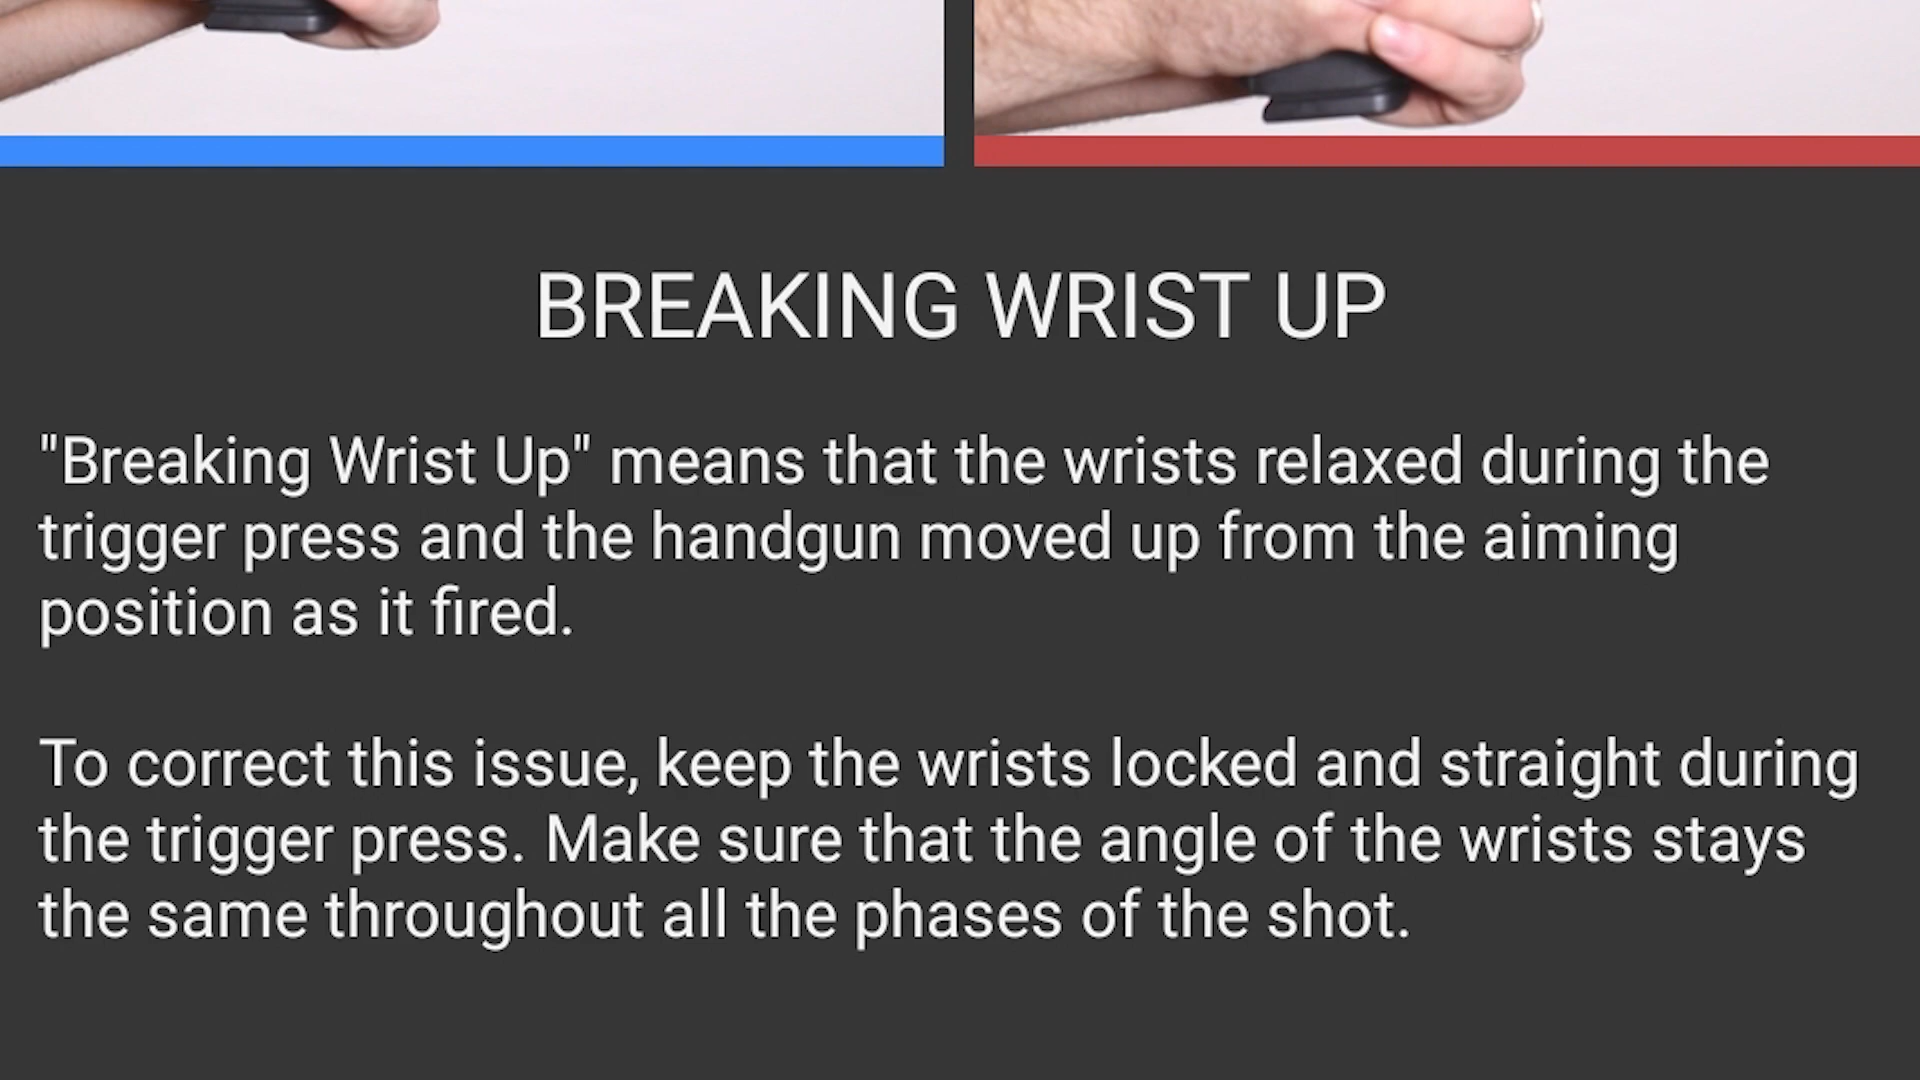 BREAKING WRIST UP
"Breaking Wrist Up" means that the wrists relaxed during the
trigger press and the handgun moved up from the aiming
position as it fired.
To correct this issue, keep the wrists locked and straight during
the trigger press. Make sure that the angle of the wrists stays
the same throughout all the phases of the shot.